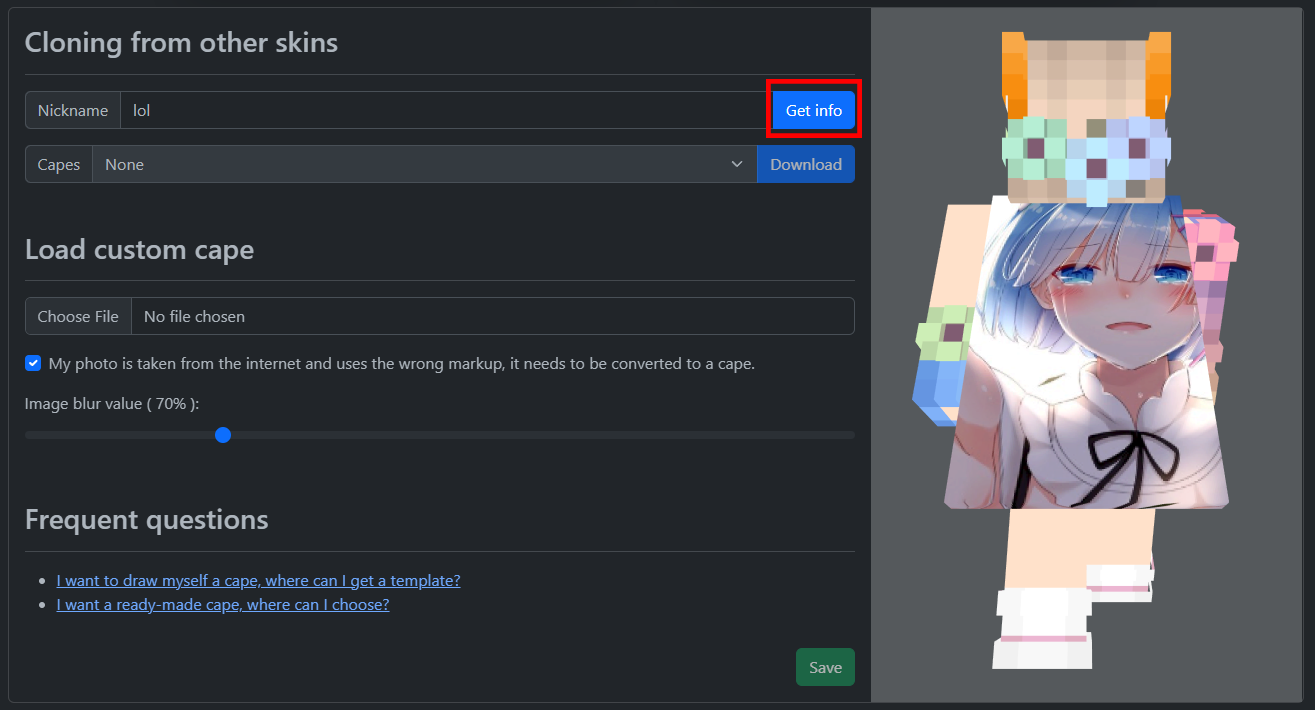 Cloning from other skins
Nickname lol Get info
Capes None Download
Load custom cape
Choose File No file chosen
My photo is taken from the internet and uses the wrong markup, it needs to be converted to a cape.
Image blur value ( 70% ):
Frequent questions
I want to draw myself a cape, where can I get a template?
I want a ready-made cape, where can I choose?
Save